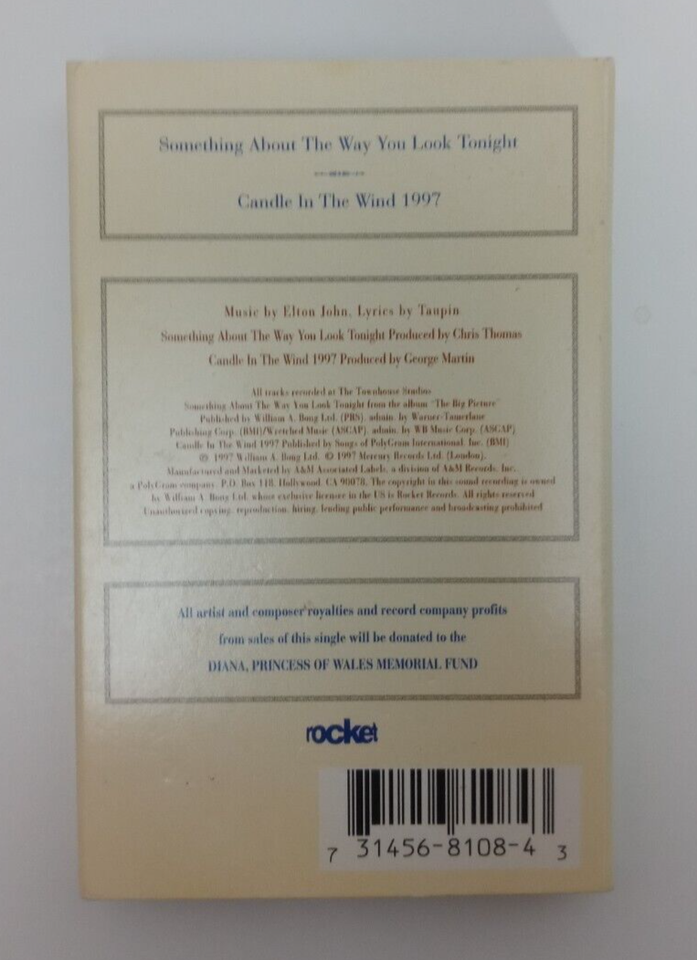 Something About The Way You Look Tonight
Candle In The Wind 1997
Music by Elton John, Lyrics by Taupin
Something About The Way You Look Tonight Produced by Chris Thomas
Candle In The Wind 1997 Produced by George Martin
All tracks recorded at The Townhouse Studios
Something About The Way You Look Tonight from the album "The Big Picture"
Published by William A. Bong Ltd. (PRS), admin. by Warner-Tamerlane
Publishing Corp. (BMI)/Wretched Music (ASCAP), admin. by WB Music Corp. (ASCAP)
Candle In The Wind 1997 Published by Songs of PolyGram International, Inc. (BMI)
℗ 1997 William A. Bong Ltd. © 1997 Mercury Records Ltd. (London).
Manufactured and Marketed by A&M Associated Labels, a division of A&M Records, Inc.,
a PolyGram company, P.O. Box 118, Hollywood, CA 90078. The copyright in this sound recording is owned
by William A. Bong Ltd. whose exclusive licensee in the US is Rocket Records. All rights reserved
Unauthorized copying, reproduction, hiring, lending public performance and broadcasting prohibited
All artist and composer royalties and record company profits
from sales of this single will be donated to the
DIANA, PRINCESS OF WALES MEMORIAL FUND
rocket
7 31456-8108-4 3